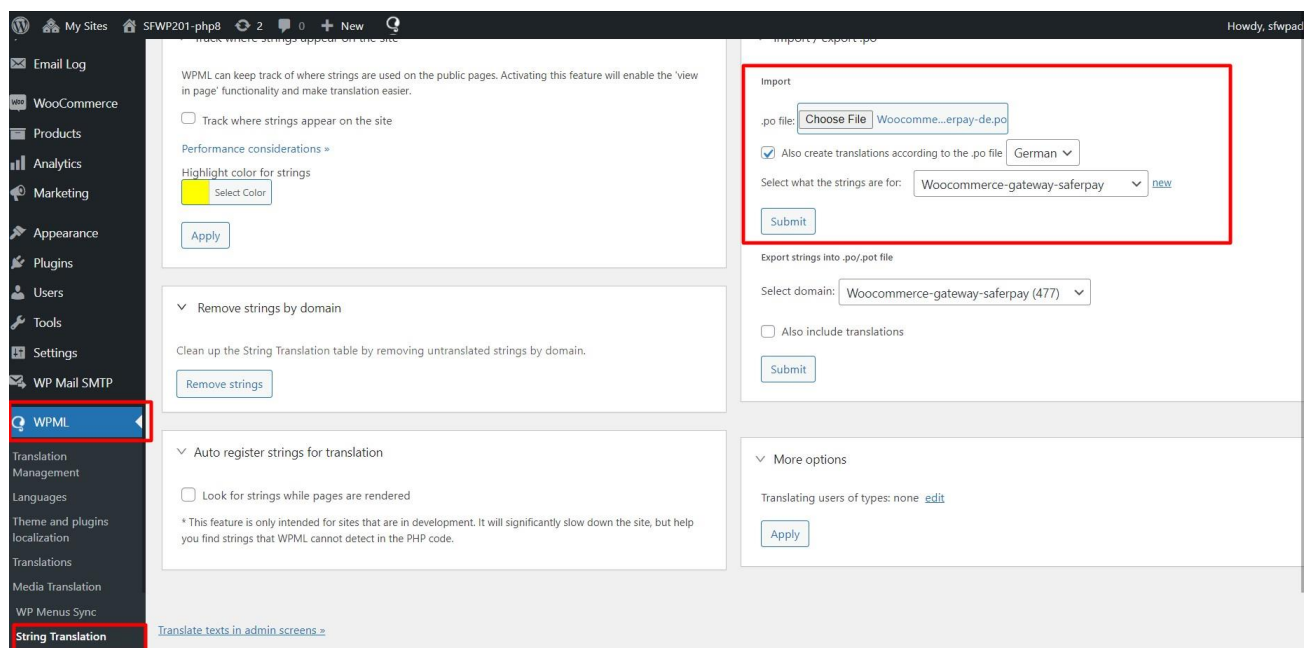 My Sites SFWP201-php8 2 0 + New Howdy, sfwpad
Email Log
WooCommerce
Products
Analytics
Marketing
Appearance
Plugins
Users
Tools
Settings
WP Mail SMTP
WPML
Translation
Management
Languages
Theme and plugins
localization
Translations
Media Translation
WP Menus Sync
String Translation
Track where strings appear on the site
WPML can keep track of where strings are used on the public pages. Activating this feature will enable the 'view
in page' functionality and make translation easier.
Track where strings appear on the site
Performance considerations »
Highlight color for strings
Select Color
Apply
Remove strings by domain
Clean up the String Translation table by removing untranslated strings by domain.
Remove strings
Auto register strings for translation
Look for strings while pages are rendered
* This feature is only intended for sites that are in development. It will significantly slow down the site, but help
you find strings that WPML cannot detect in the PHP code.
Translate texts in admin screens »
Import / export .po
Import
.po file: Choose File Woocomme...erpay-de.po
Also create translations according to the .po file German
Select what the strings are for: Woocommerce-gateway-saferpay new
Submit
Export strings into .po/.pot file
Select domain: Woocommerce-gateway-saferpay (477)
Also include translations
Submit
More options
Translating users of types: none edit
Apply